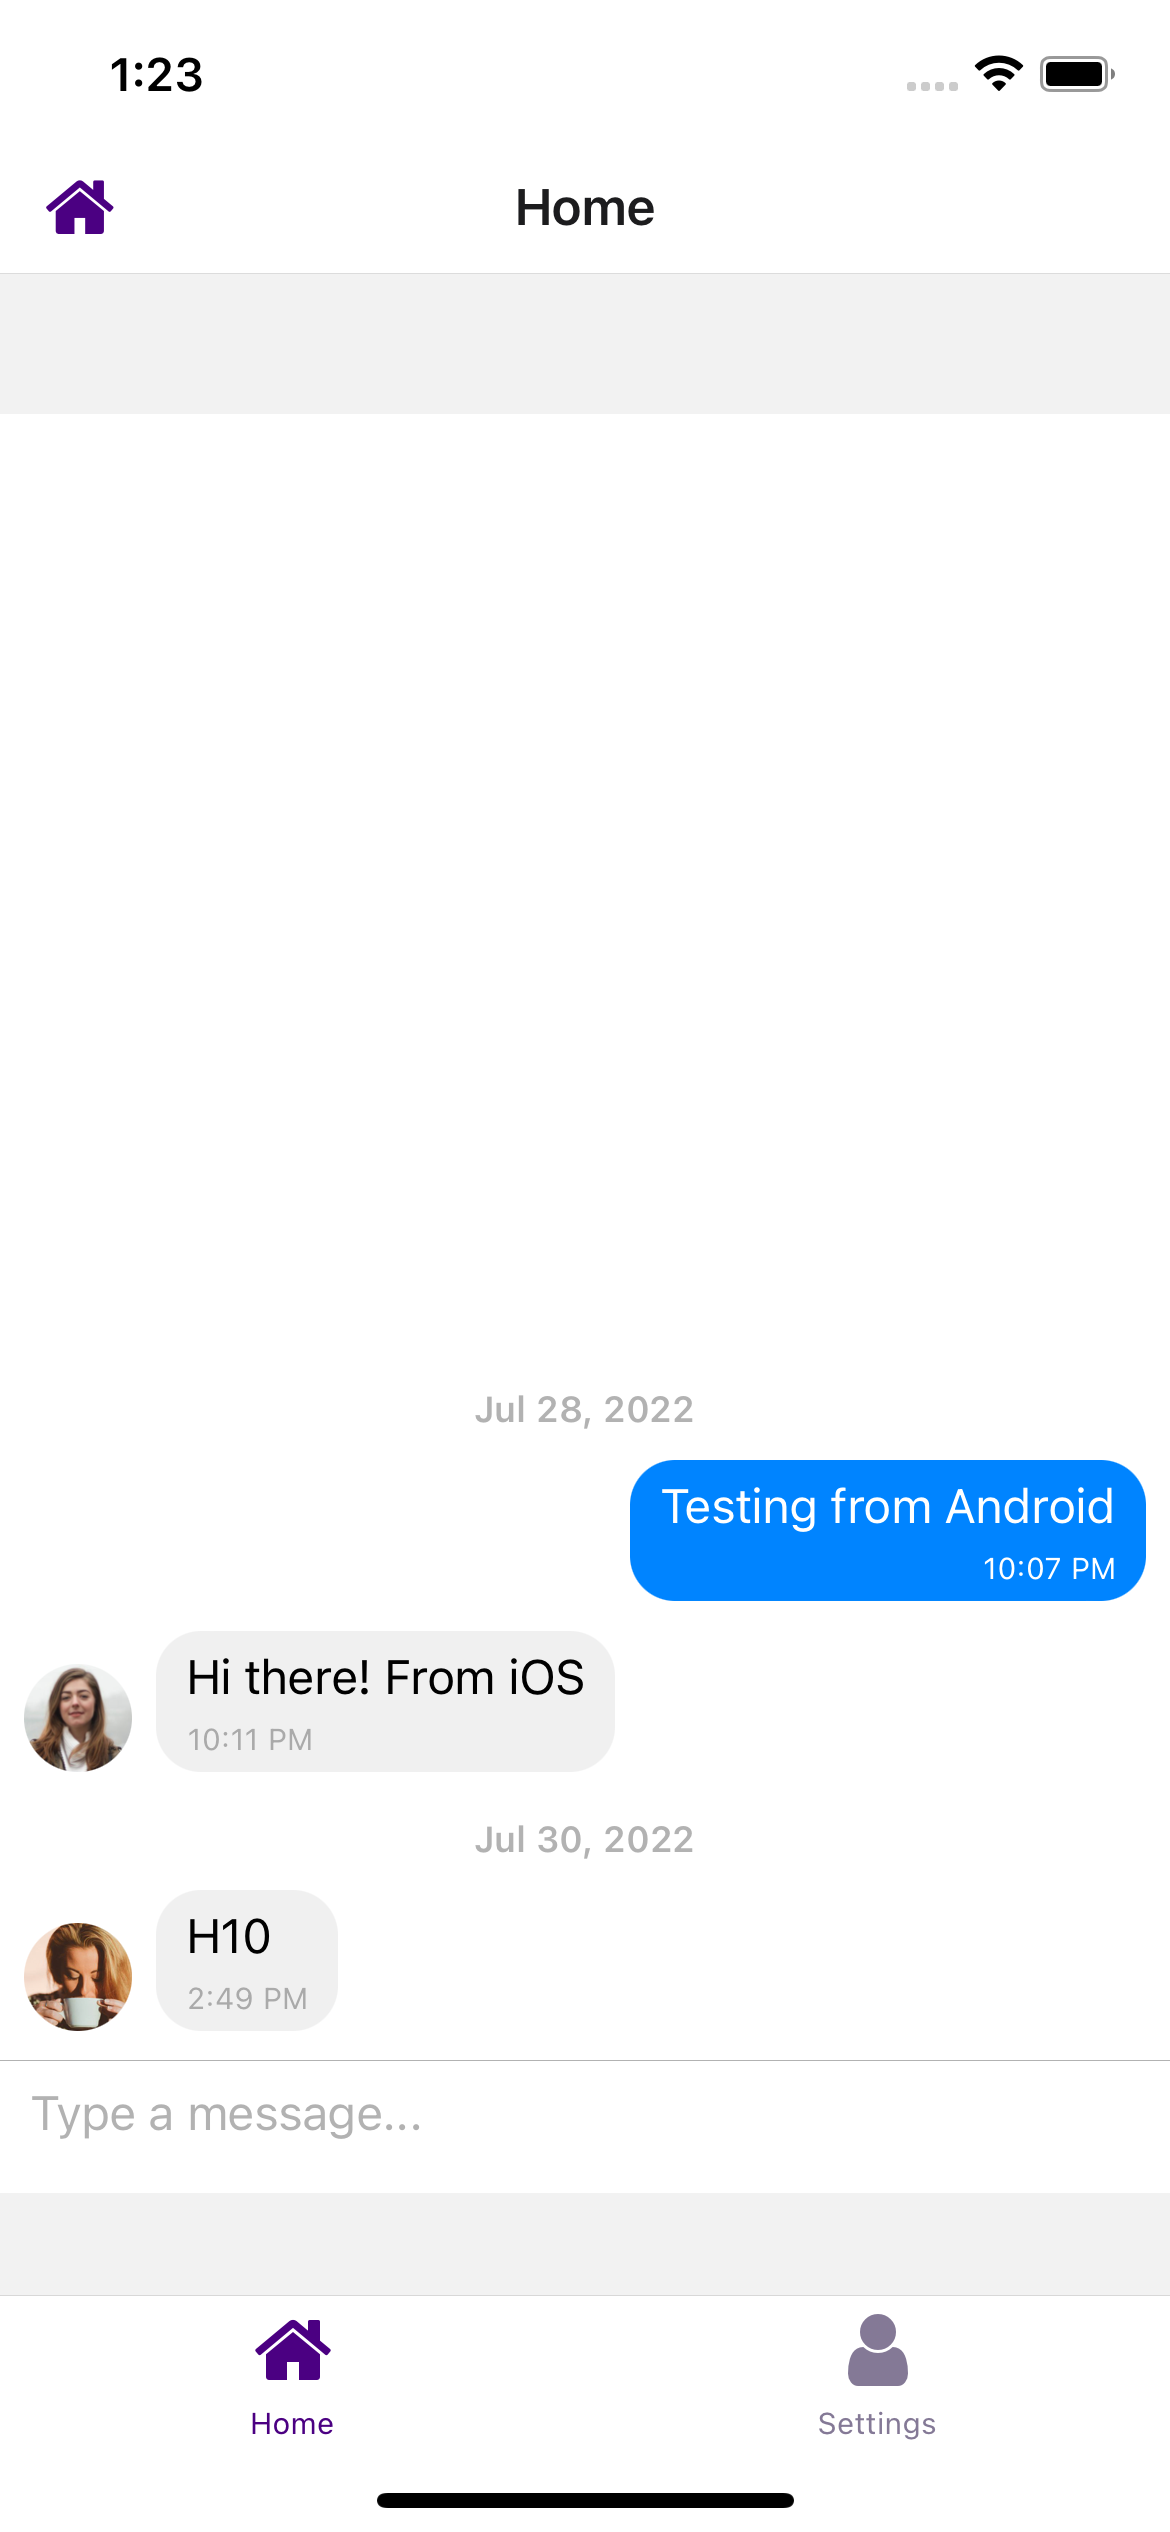 1:23
Home
Jul 28, 2022
Testing from Android
10:07 PM
Hi there! From iOS
10:11 PM
Jul 30, 2022
H10
2:49 PM
Type a message...
Home
Settings